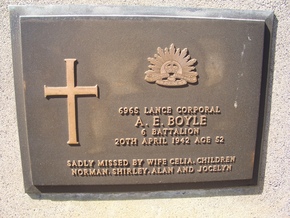 6965 LANCE CORPORAL
A. E. BOYLE
6 BATTALION
20TH APRIL 1942 AGE 52
SADLY MISSED BY WIFE CELIA, CHILDREN
NORMAN, SHIRLEY, ALAN AND JOCELYN